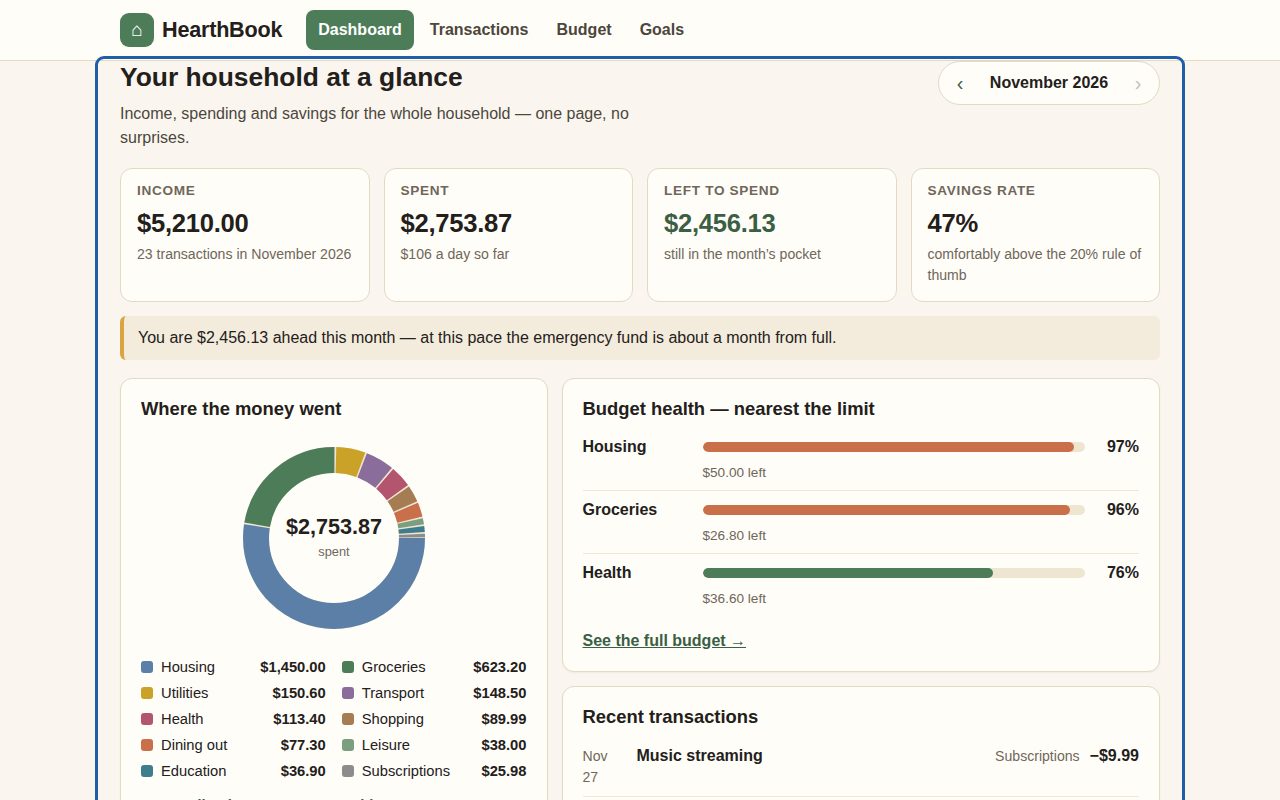 HearthBook
Dashboard
Transactions
Budget
Goals
Your household at a glance
‹ November 2026 ›
Income, spending and savings for the whole household — one page, no
surprises.
INCOME
$5,210.00
23 transactions in November 2026
SPENT
$2,753.87
$106 a day so far
LEFT TO SPEND
$2,456.13
still in the month’s pocket
SAVINGS RATE
47%
comfortably above the 20% rule of
thumb
You are $2,456.13 ahead this month — at this pace the emergency fund is about a month from full.
Where the money went
$2,753.87
spent
Housing $1,450.00
Groceries $623.20
Utilities $150.60
Transport $148.50
Health $113.40
Shopping $89.99
Dining out $77.30
Leisure $38.00
Education $36.90
Subscriptions $25.98
Budget health — nearest the limit
Housing 97%
$50.00 left
Groceries 96%
$26.80 left
Health 76%
$36.60 left
See the full budget →
Recent transactions
Nov
27
Music streaming
Subscriptions −$9.99